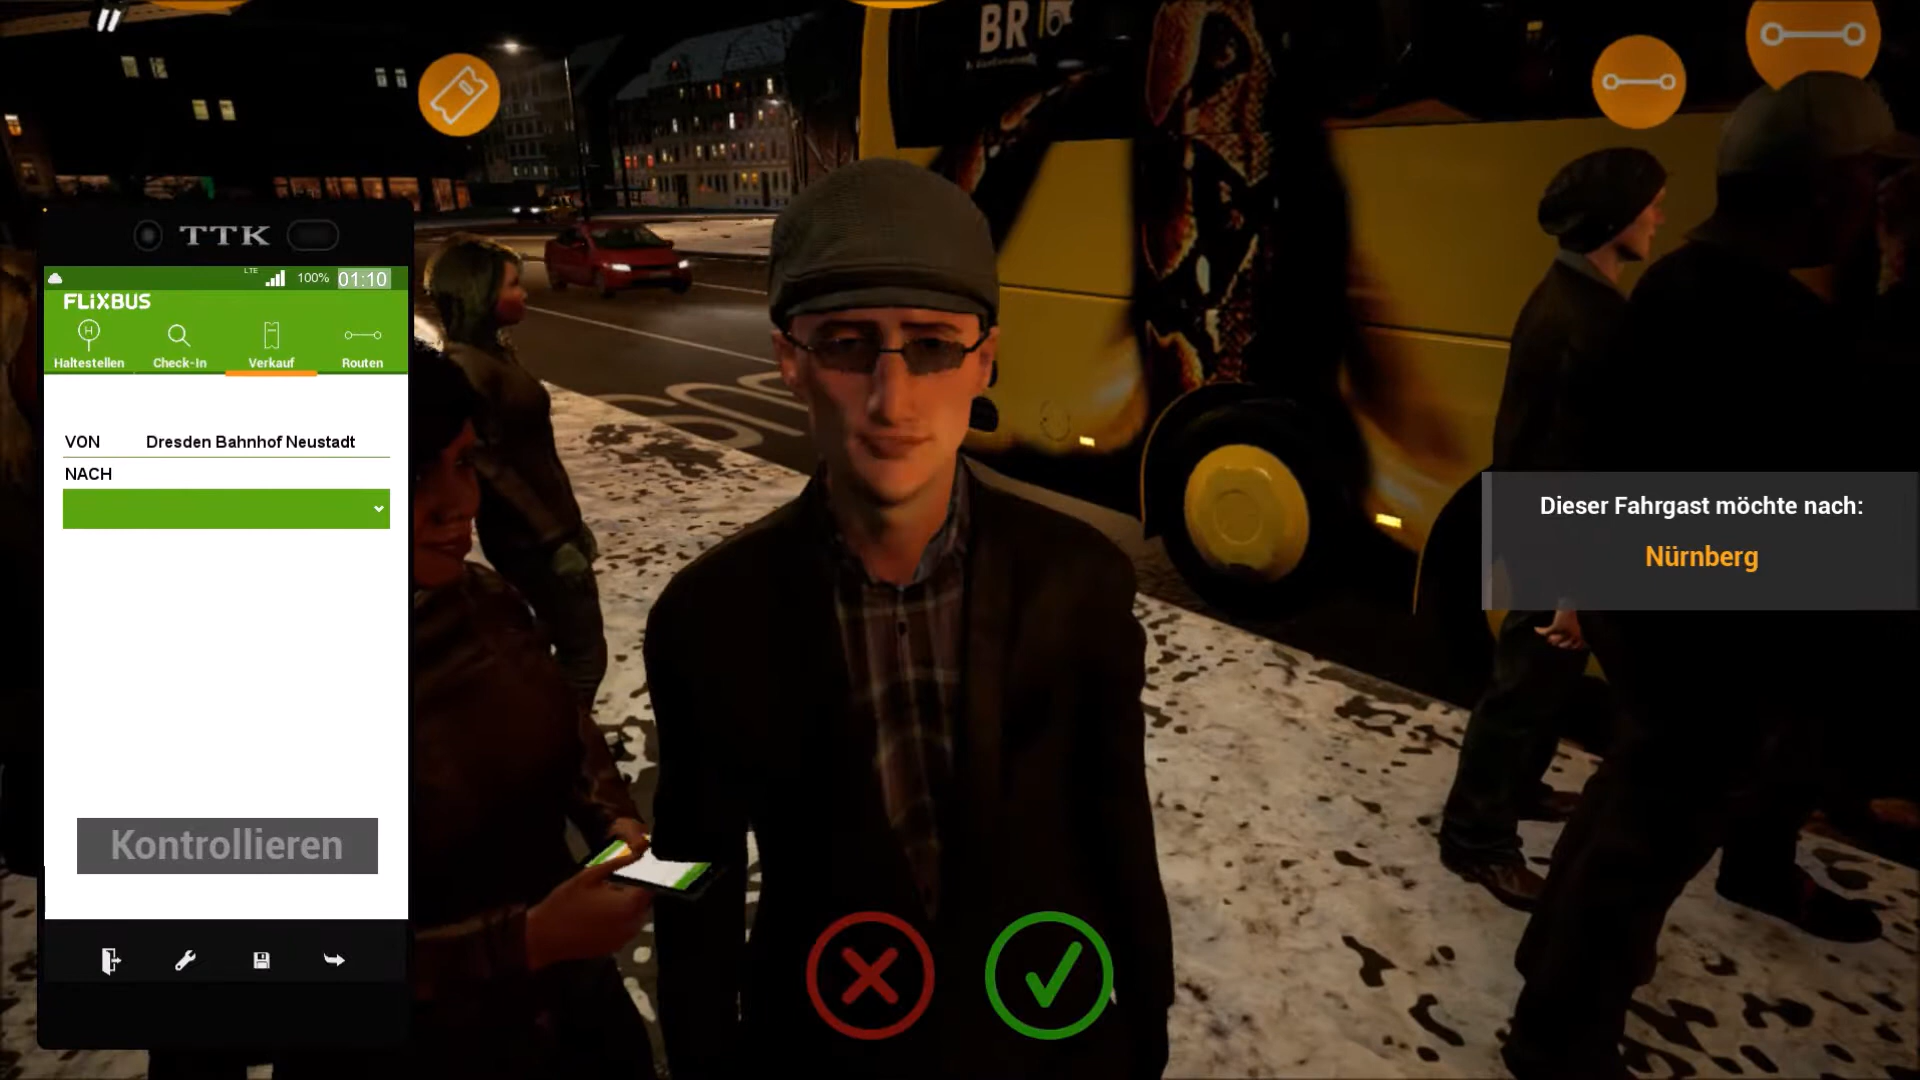 BR
TTK
LTE
100%
01:10
FLiXBUS
Haltestellen
Check-In
Verkauf
Routen
VON
Dresden Bahnhof Neustadt
NACH
Kontrollieren
Dieser Fahrgast möchte nach:
Nürnberg